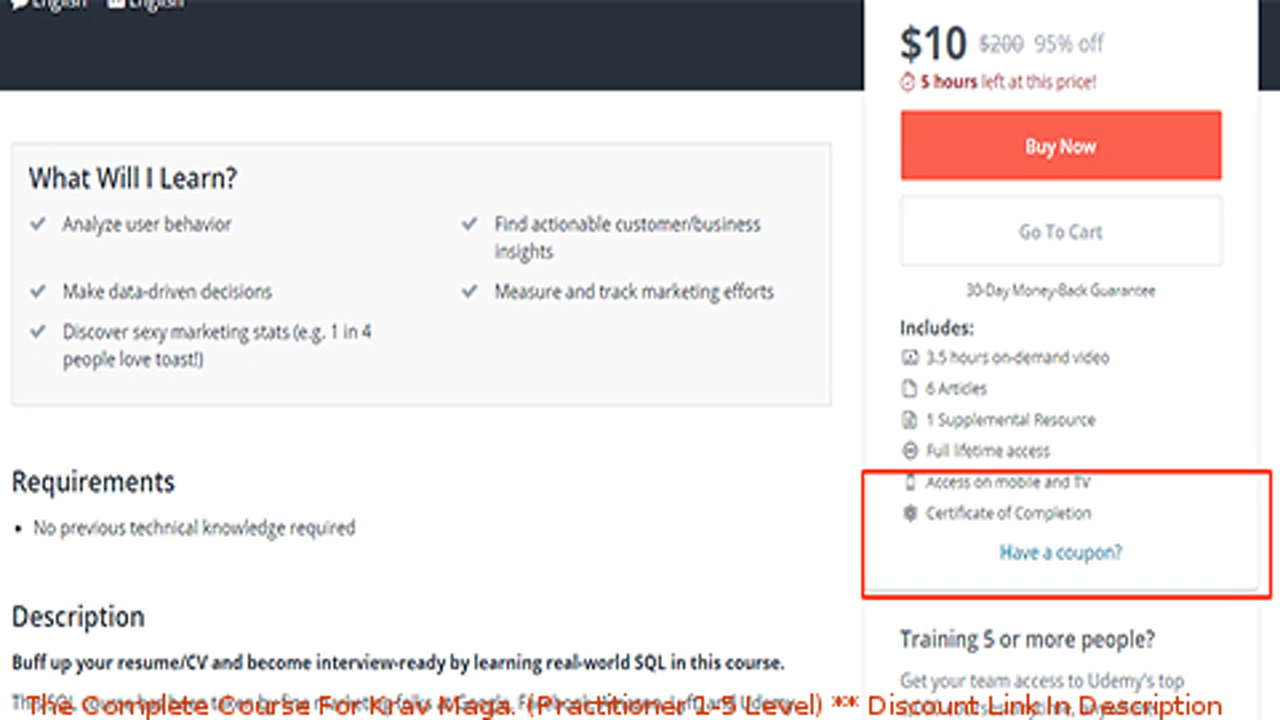 English English
$10 $200 95% off
5 hours left at this price!
Buy Now
What Will I Learn?
Analyze user behavior
Find actionable customer/business
insights
Go To Cart
Make data-driven decisions
Measure and track marketing efforts
30-Day Money-Back Guarantee
Discover sexy marketing stats (e.g. 1 in 4
people love toast!)
Includes:
3.5 hours on-demand video
6 Articles
1 Supplemental Resource
Full lifetime access
Access on mobile and TV
Certificate of Completion
Have a coupon?
Requirements
No previous technical knowledge required
Description
Buff up your resume/CV and become interview-ready by learning real-world SQL in this course.
Training 5 or more people?
Get your team access to Udemy's top
The Complete Course For Krav Maga. (Practitioner 1-5 Level) ** Discount Link In Description